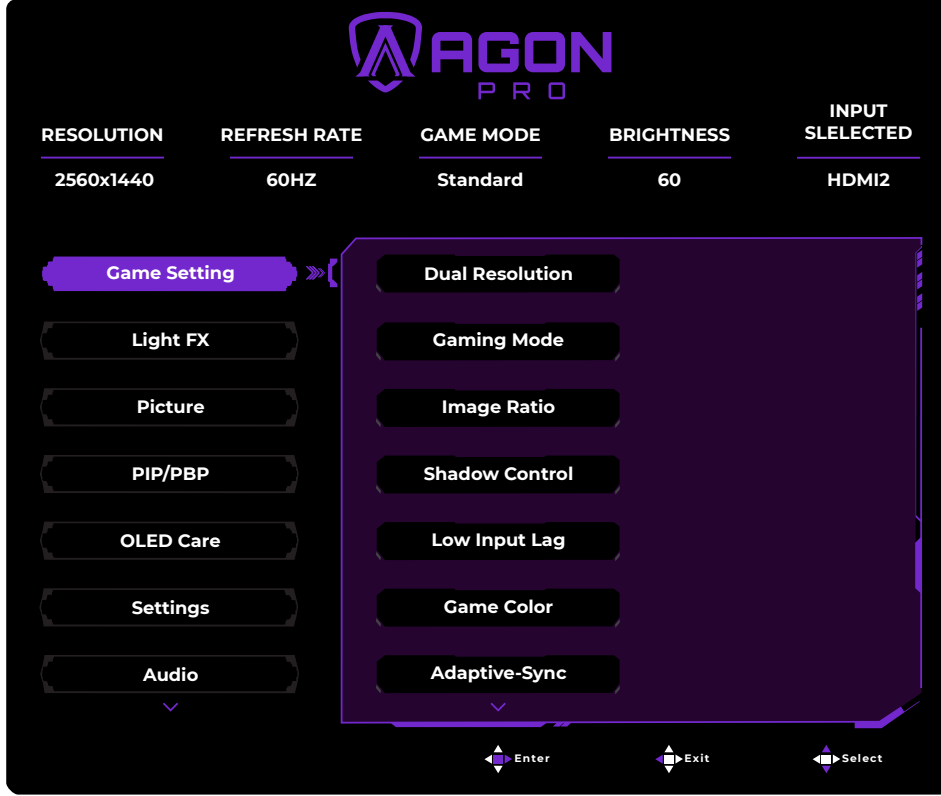 AGON
PRO
RESOLUTION
REFRESH RATE
GAME MODE
BRIGHTNESS
INPUT
SLELECTED
2560x1440
60HZ
Standard
60
HDMI2
Game Setting
Light FX
Picture
PIP/PBP
OLED Care
Settings
Audio
Dual Resolution
Gaming Mode
Image Ratio
Shadow Control
Low Input Lag
Game Color
Adaptive-Sync
Enter
Exit
Select